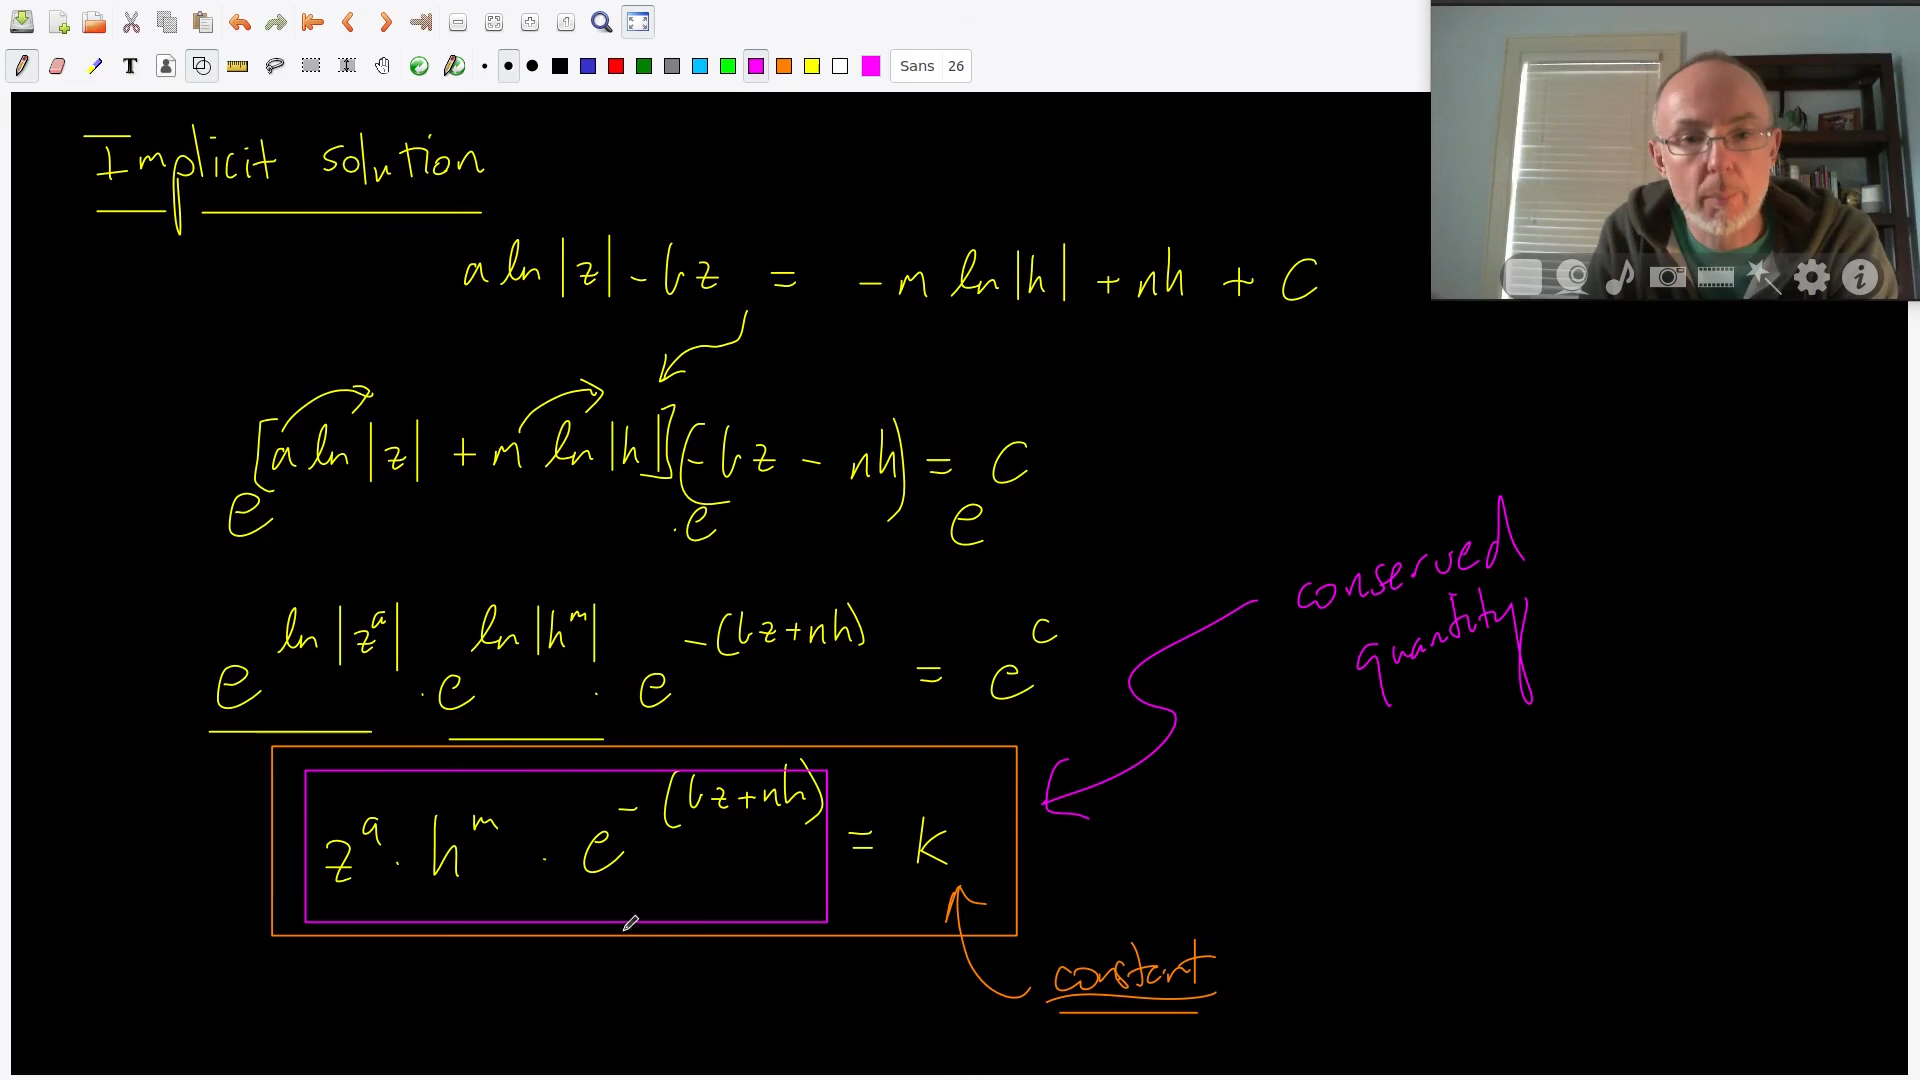 Sans 26
Implicit solution
a ln |z| - bz = - m ln |h| + nh + C
e^[a ln |z| + m ln |h|] · e^(-bz - nh) = e^C
e^(ln |z^a|) · e^(ln |h^m|) · e^(-(bz+nh)) = e^c
z^a · h^m · e^(-(bz+nh)) = k
conserved
quantity
constant